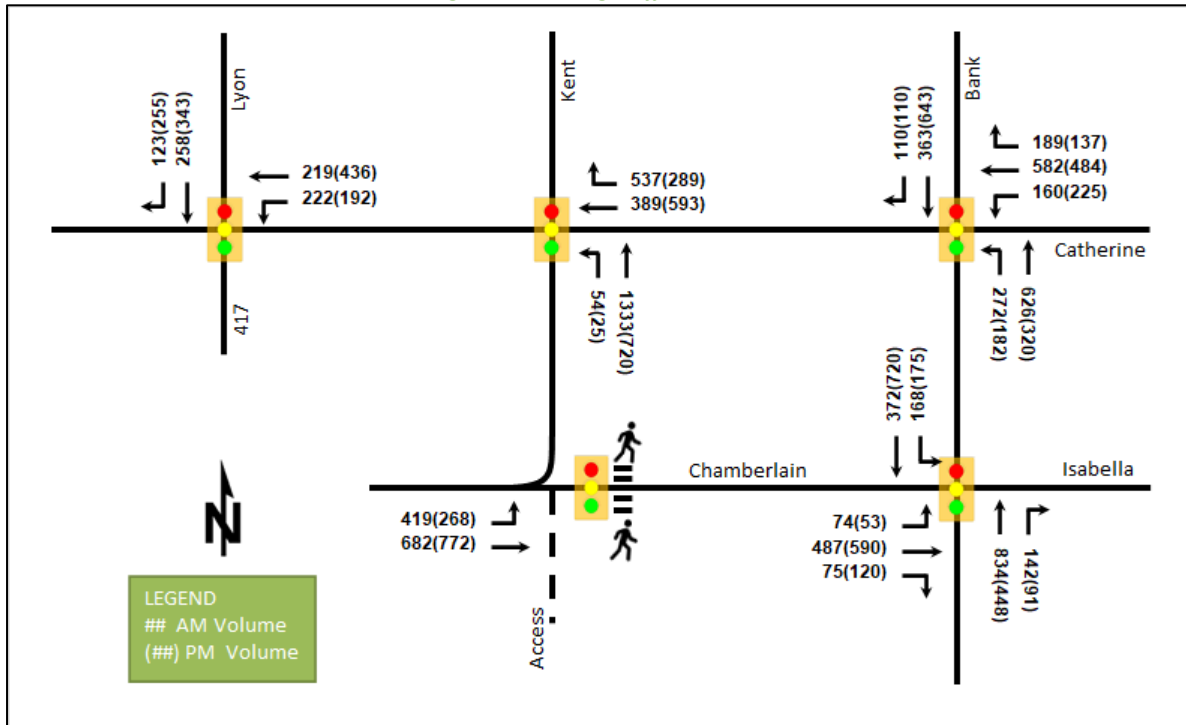 Lyon
Kent
Bank
123(255)
258(343)
219(436)
222(192)
537(289)
389(593)
110(110)
363(643)
189(137)
582(484)
160(225)
Catherine
417
54(25)
1333(720)
272(182)
626(320)
372(720)
168(175)
Chamberlain
Isabella
N
419(268)
682(772)
74(53)
487(590)
75(120)
834(448)
142(91)
Access
LEGEND
## AM Volume
(##) PM Volume